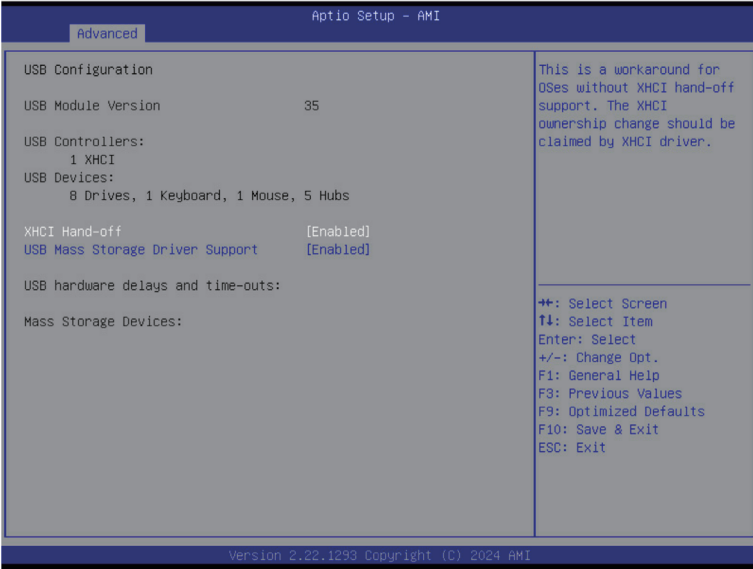 Aptio Setup – AMI
Advanced
USB Configuration
USB Module Version 35
USB Controllers:
1 XHCI
USB Devices:
8 Drives, 1 Keyboard, 1 Mouse, 5 Hubs
XHCI Hand-off [Enabled]
USB Mass Storage Driver Support [Enabled]
USB hardware delays and time-outs:
Mass Storage Devices:
This is a workaround for
OSes without XHCI hand-off
support. The XHCI
ownership change should be
claimed by XHCI driver.
→←: Select Screen
↑↓: Select Item
Enter: Select
+/-: Change Opt.
F1: General Help
F3: Previous Values
F9: Optimized Defaults
F10: Save & Exit
ESC: Exit
Version 2.22.1293 Copyright (C) 2024 AMI